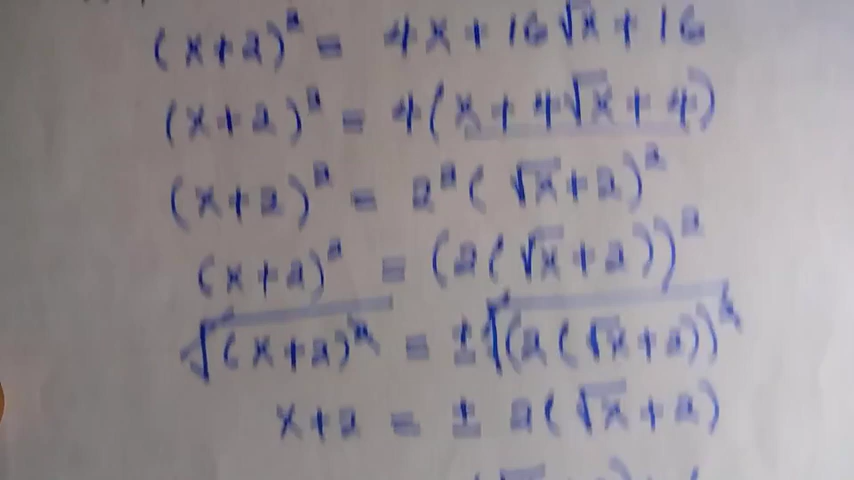 (x+2)² = 4x+16√x+16
(x+2)² = 4(x+4√x+4)
(x+2)² = 2²(√x+2)²
(x+2)² = (2(√x+2))²
√(x+2)² = ±√(2(√x+2))²
x+2 = ± 2(√x+2)